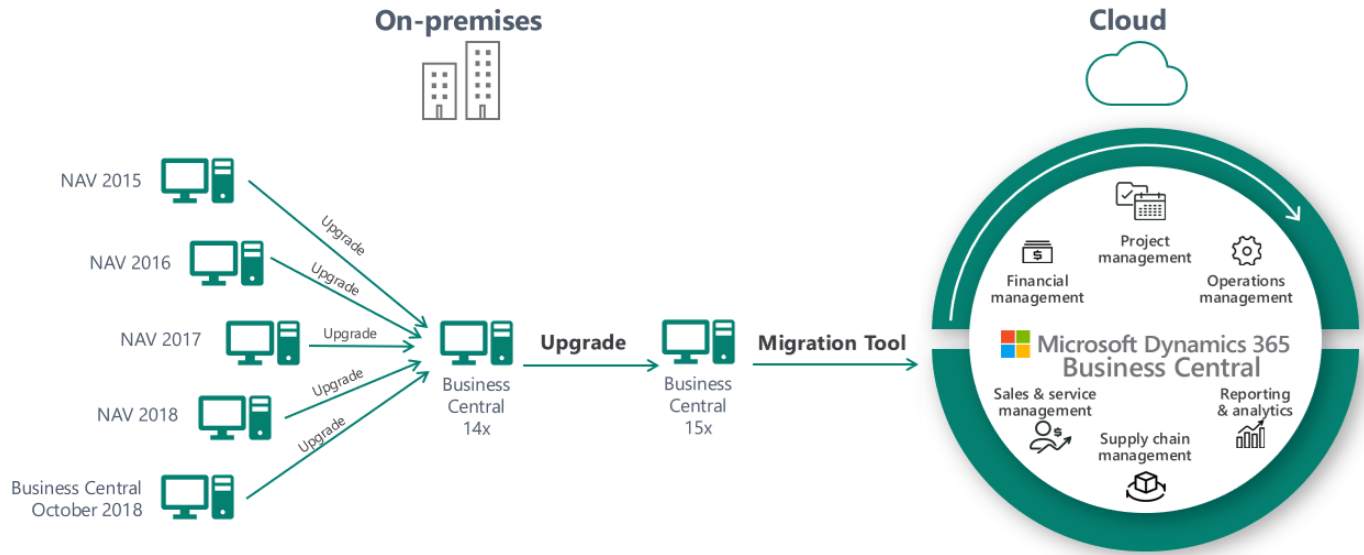 On-premises
Cloud
NAV 2015
NAV 2016
NAV 2017
NAV 2018
Business Central
October 2018
Upgrade
Upgrade
Upgrade
Upgrade
Upgrade
Business
Central
14x
Upgrade
Business
Central
15x
Migration Tool
$
Project
management
Financial
management
Operations
management
Microsoft Dynamics 365
Business Central
Sales & service
management
$
Reporting
& analytics
Supply chain
management